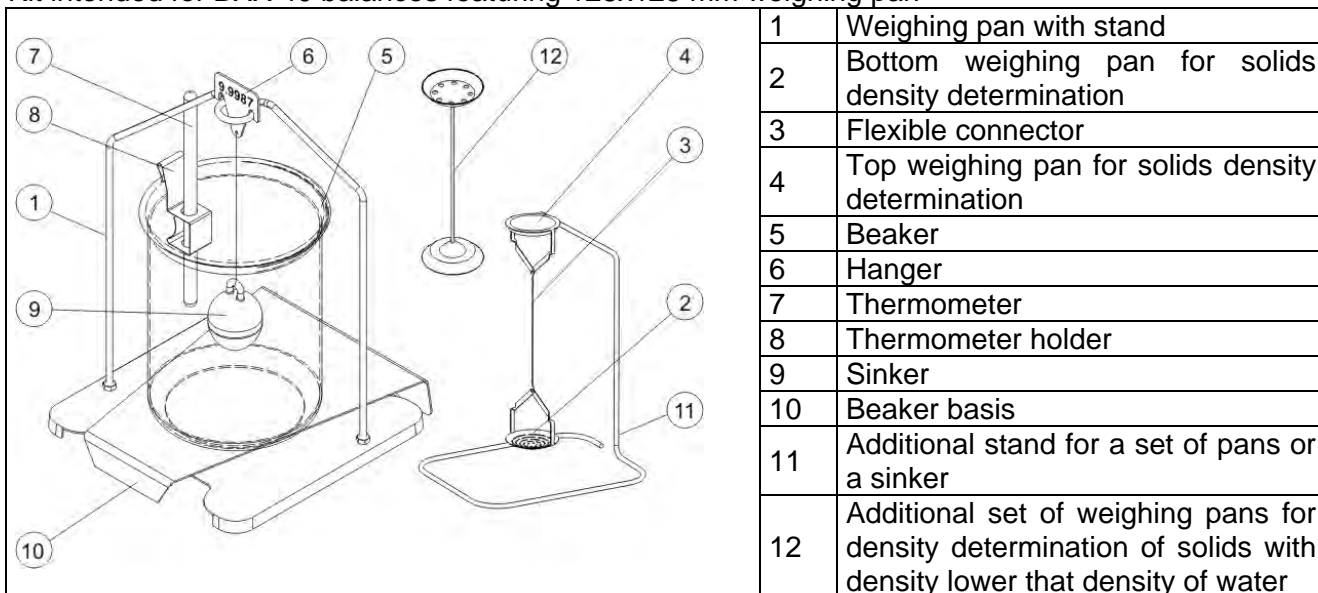 Kit intended for balances featuring mm weighing pan
7
6
5
12
4
9.9987
8
3
1
9
2
11
10
1 Weighing pan with stand
2 Bottom weighing pan for solids
density determination
3 Flexible connector
4 Top weighing pan for solids density
determination
5 Beaker
6 Hanger
7 Thermometer
8 Thermometer holder
9 Sinker
10 Beaker basis
11 Additional stand for a set of pans or
a sinker
12 Additional set of weighing pans for
density determination of solids with
density lower that density of water